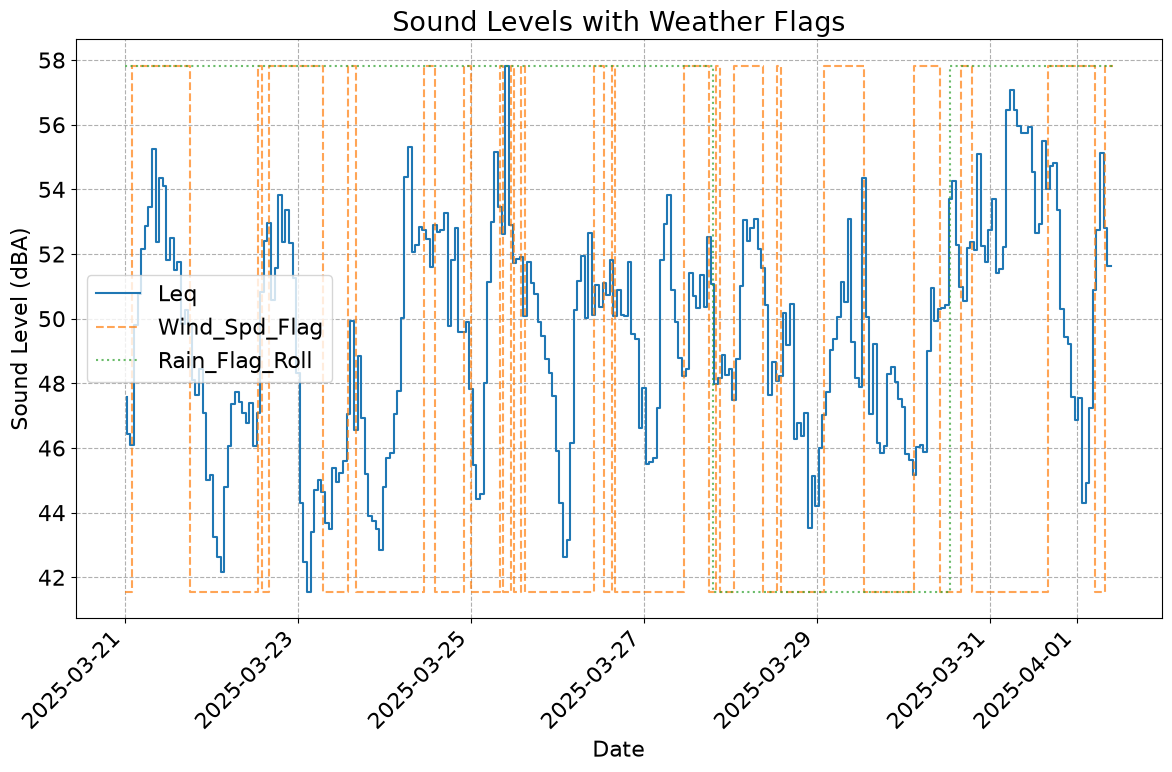 Sound Levels with Weather Flags
58
56
54
52
50
48
46
44
42
Sound Level (dBA)
Leq
Wind_Spd_Flag
Rain_Flag_Roll
2025-03-21
2025-03-23
2025-03-25
2025-03-27
2025-03-29
2025-03-31
2025-04-01
Date